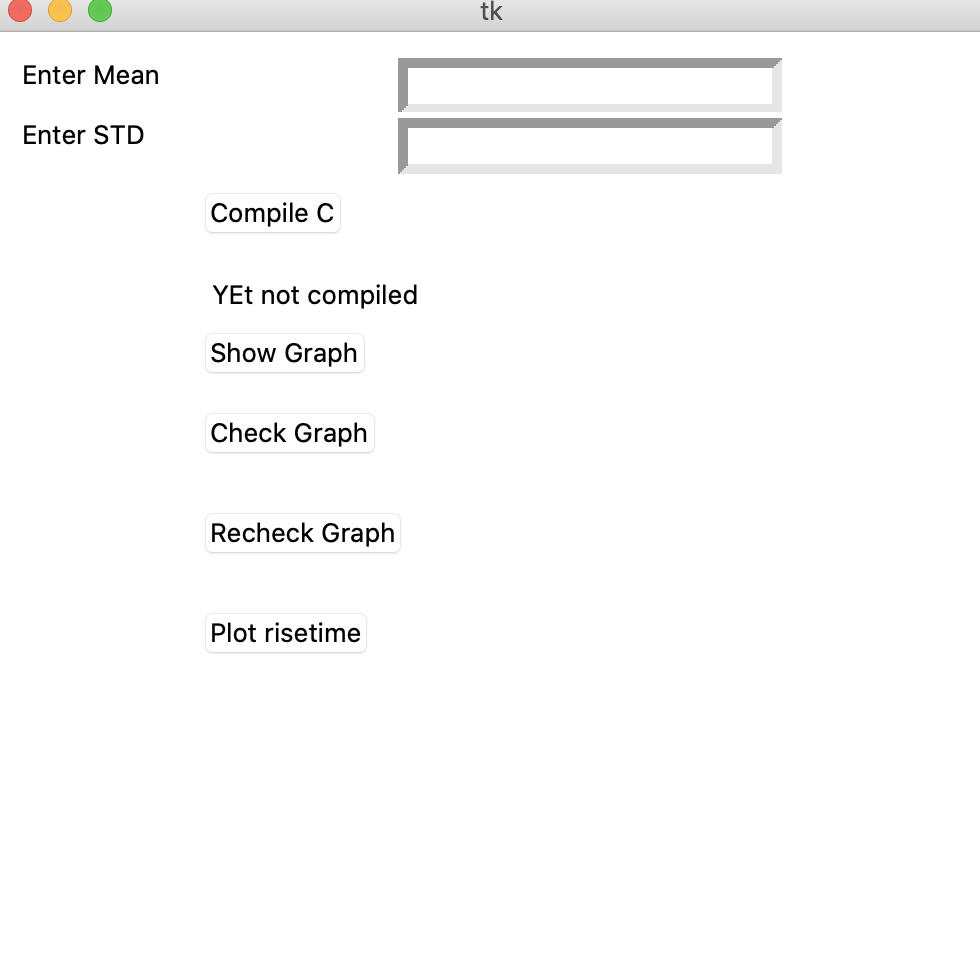 tk
Enter Mean
Enter STD
Compile C
YEt not compiled
Show Graph
Check Graph
Recheck Graph
Plot risetime